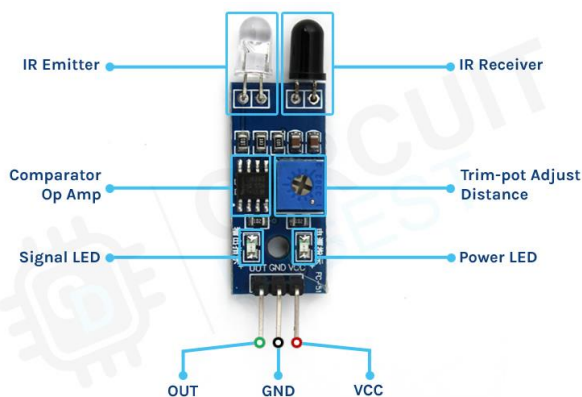 IR Emitter
IR Receiver
Comparator
Op Amp
Trim-pot Adjust
Distance
Signal LED
Power LED
OUT GND VCC
OUT
GND
VCC
CIRCUIT